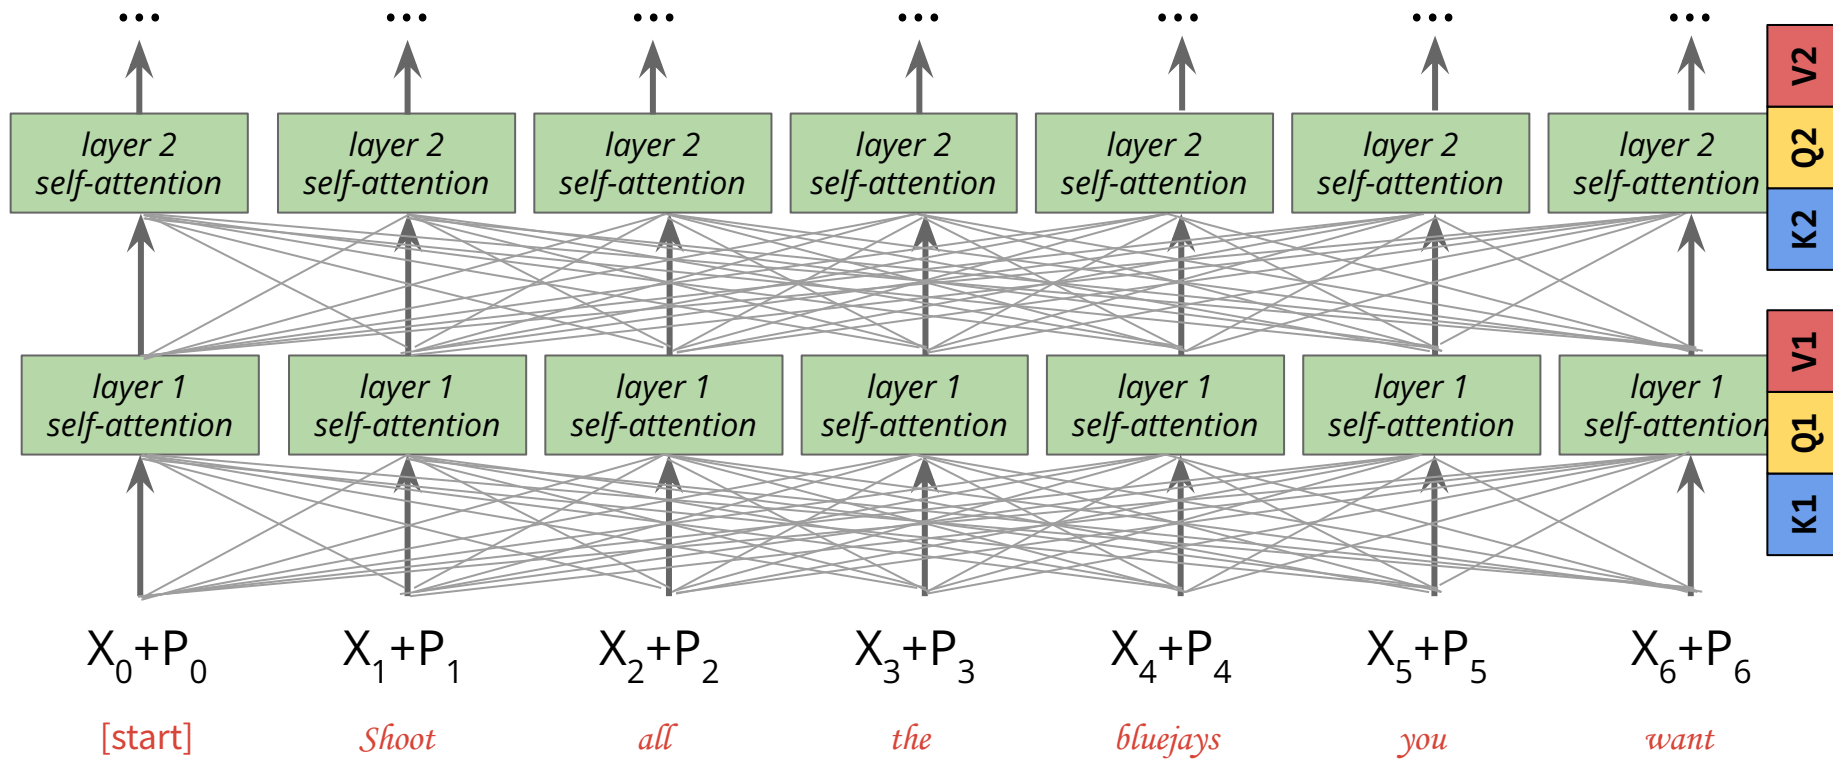 ... ... ... ... ... ... ...
layer 2 self-attention layer 2 self-attention layer 2 self-attention layer 2 self-attention layer 2 self-attention layer 2 self-attention layer 2 self-attention
V2
Q2
K2
layer 1 self-attention layer 1 self-attention layer 1 self-attention layer 1 self-attention layer 1 self-attention layer 1 self-attention layer 1 self-attention
V1
Q1
K1
X₀+P₀ X₁+P₁ X₂+P₂ X₃+P₃ X₄+P₄ X₅+P₅ X₆+P₆
[start] Shoot all the bluejays you want